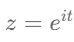 z = e^{it}